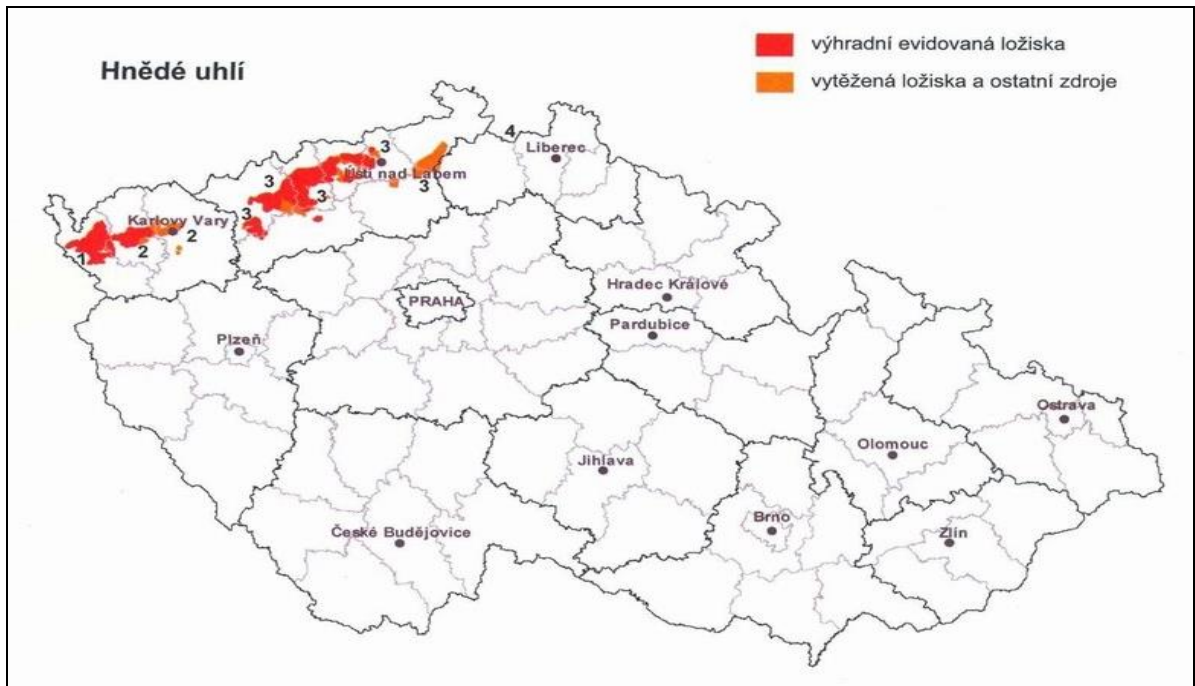 Hnědé uhlí
výhradní evidovaná ložiska
vytěžená ložiska a ostatní zdroje
4
Liberec
3
Ústí nad Labem
3
3
3
3
Karlovy Vary
2
2
1
Hradec Králové
PRAHA
Pardubice
Plzeň
Ostrava
Olomouc
Jihlava
Brno
České Budějovice
Zlín